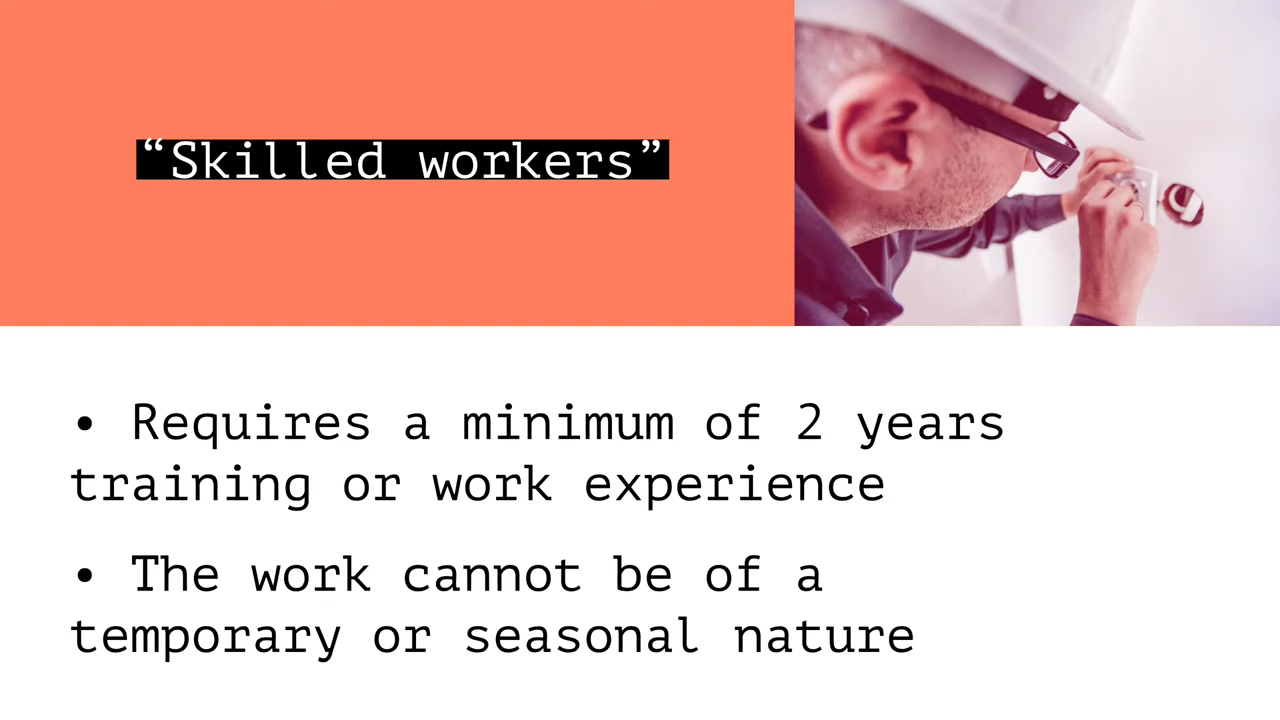 “Skilled workers”
• Requires a minimum of 2 years
training or work experience
• The work cannot be of a
temporary or seasonal nature